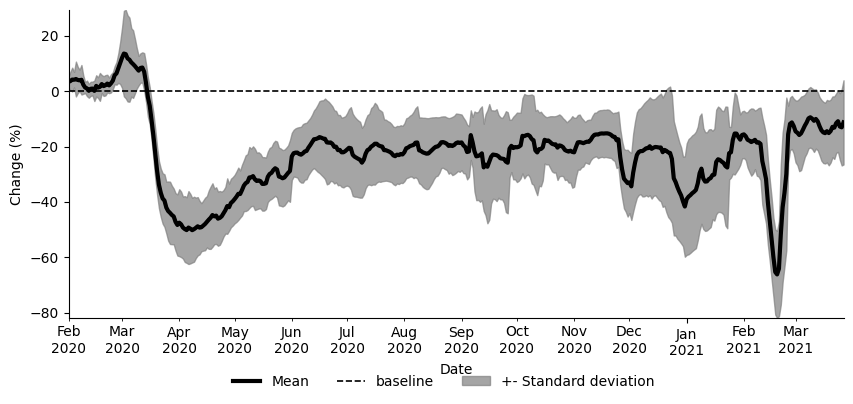 20
0
−20
−40
−60
−80
Change (%)
Feb 2020
Mar 2020
Apr 2020
May 2020
Jun 2020
Jul 2020
Aug 2020
Sep 2020
Oct 2020
Nov 2020
Dec 2020
Jan 2021
Feb 2021
Mar 2021
Date
Mean
baseline
+- Standard deviation